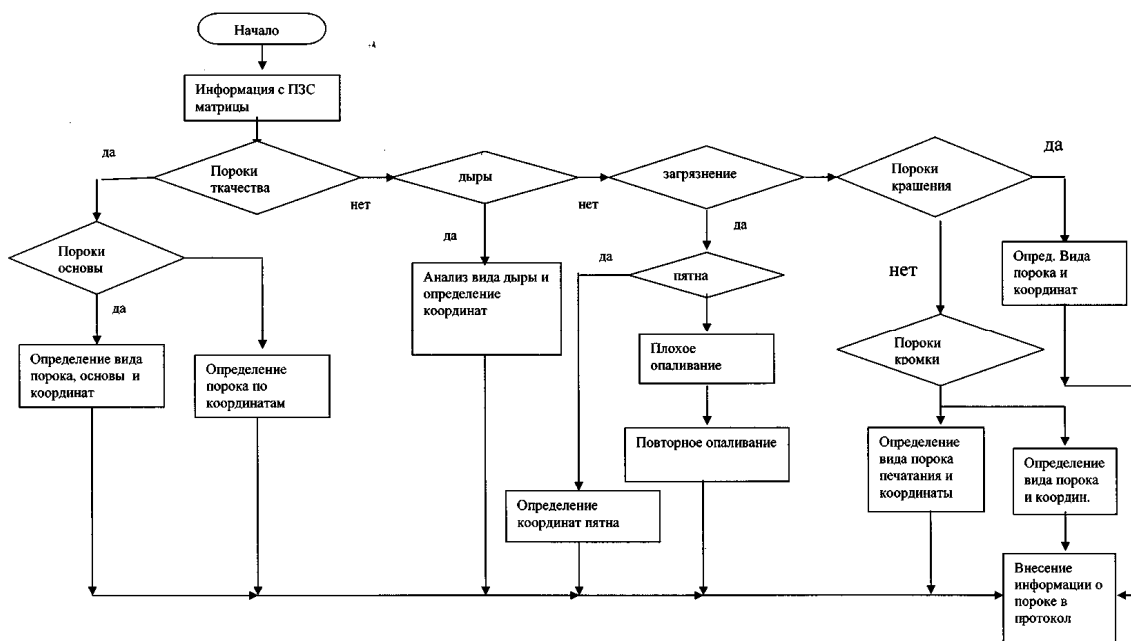 Начало
Информация с ПЗС
матрицы
да
Пороки
ткачества
нет
дыры
нет
загрязнение
Пороки
крашения
да
Пороки
основы
да
да
Анализ вида дыры и
определение
координат
да
да
пятна
нет
Опред. Вида
порока и
координат
Определение вида
порока, основы и
координат
Определение
порока по
координатам
Плохое
опаливание
Пороки
кромки
Повторное опаливание
Определение
вида порока
печатания и
координаты
Определение
вида порока
и коордиN.
Определение
координат пятна
Внесение
информации о
пороке в
протокол